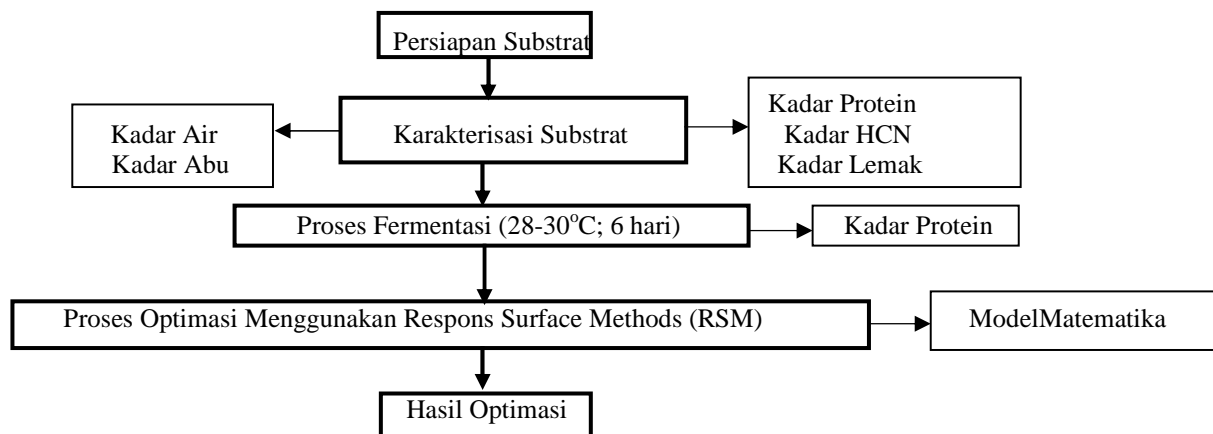 Persiapan Substrat
Kadar Air
Kadar Abu
Karakterisasi Substrat
Kadar Protein
Kadar HCN
Kadar Lemak
Proses Fermentasi (28-30°C; 6 hari)
Kadar Protein
Proses Optimasi Menggunakan Respons Surface Methods (RSM)
ModelMatematika
Hasil Optimasi